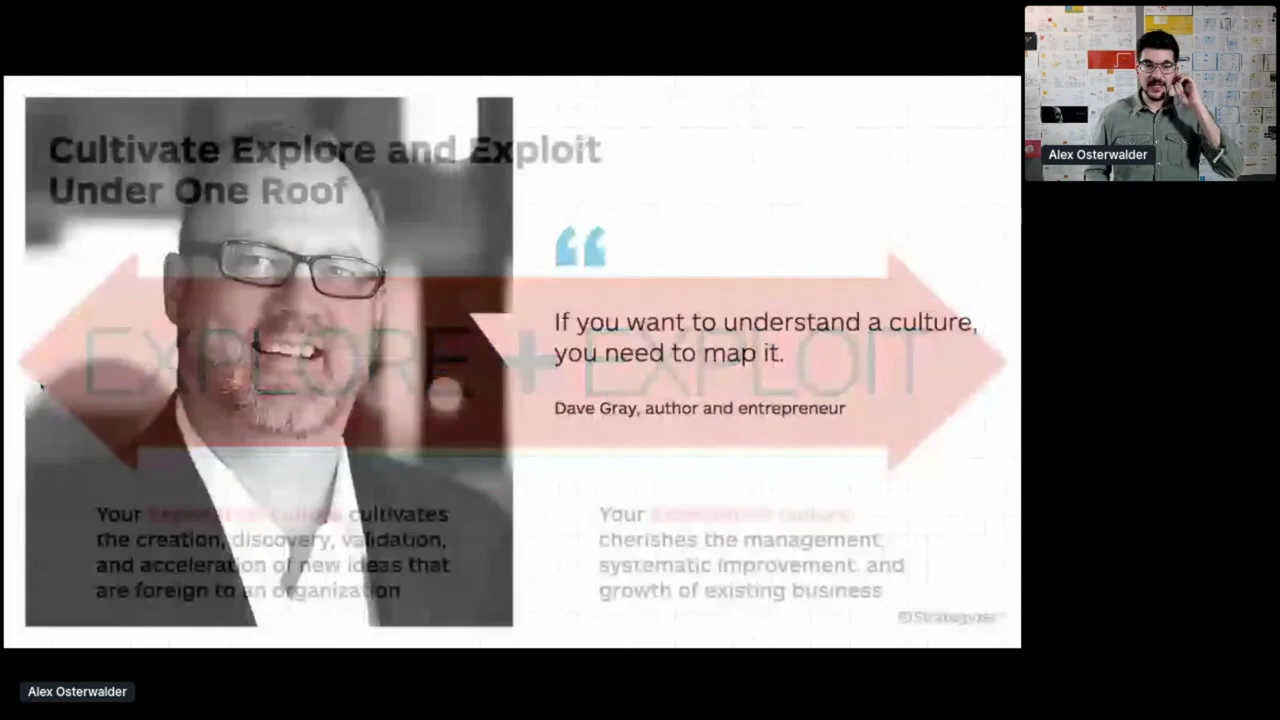 Cultivate Explore and Exploit
Under One Roof
If you want to understand a culture,
you need to map it.
Dave Gray, author and entrepreneur
EXPLORE + EXPLOIT
Your cultivates
the creation, discovery, validation,
and acceleration of new ideas that
are foreign to an organization
Your
cherishes the management,
systematic improvement, and
growth of existing business
Strategyzer
Alex Osterwalder
Alex Osterwalder